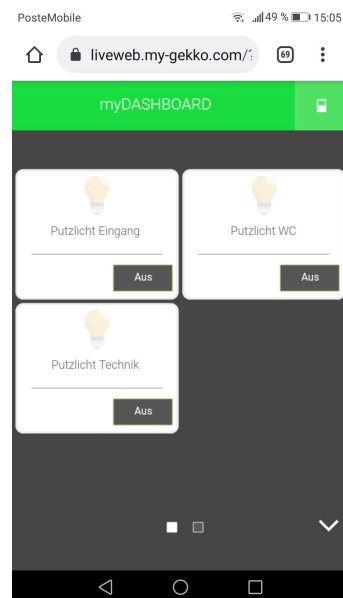 PosteMobile 49 % 15:05
liveweb.my-gekko.com/ 69
myDASHBOARD
Putzlicht Eingang Putzlicht WC
Aus Aus
Putzlicht Technik
Aus